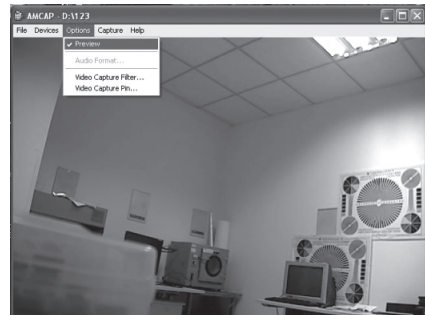 AMCAP - D:\123
File Devices Options Capture Help
Preview
Audio Format...
Video Capture Filter...
Video Capture Pin...